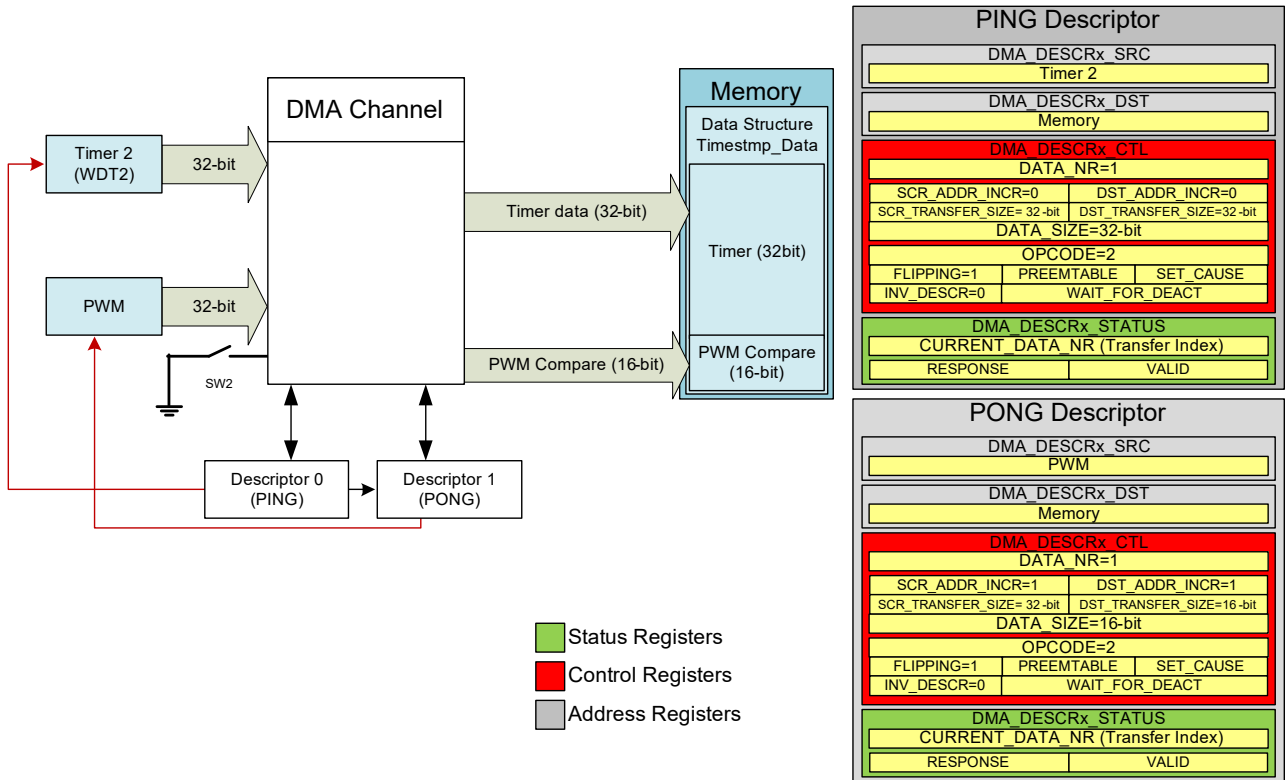 DMA Channel
Timer 2
(WDT2)
32-bit
PWM
32-bit
SW2
Timer data (32-bit)
PWM Compare (16-bit)
Memory
Data Structure
Timestmp_Data
Timer (32bit)
PWM Compare
(16-bit)
Descriptor 0
(PING)
Descriptor 1
(PONG)
Status Registers
Control Registers
Address Registers
PING Descriptor
DMA_DESCRx_SRC
Timer 2
DMA_DESCRx_DST
Memory
DMA_DESCRx_CTL
DATA_NR=1
SCR_ADDR_INCR=0 DST_ADDR_INCR=0
SCR_TRANSFER_SIZE= 32-bit DST_TRANSFER_SIZE=32-bit
DATA_SIZE=32-bit
OPCODE=2
FLIPPING=1 PREEMTABLE SET_CAUSE
INV_DESCR=0 WAIT_FOR_DEACT
DMA_DESCRx_STATUS
CURRENT_DATA_NR (Transfer Index)
RESPONSE VALID
PONG Descriptor
DMA_DESCRx_SRC
PWM
DMA_DESCRx_DST
Memory
DMA_DESCRx_CTL
DATA_NR=1
SCR_ADDR_INCR=1 DST_ADDR_INCR=1
SCR_TRANSFER_SIZE= 32-bit DST_TRANSFER_SIZE=16-bit
DATA_SIZE=16-bit
OPCODE=2
FLIPPING=1 PREEMTABLE SET_CAUSE
INV_DESCR=0 WAIT_FOR_DEACT
DMA_DESCRx_STATUS
CURRENT_DATA_NR (Transfer Index)
RESPONSE VALID